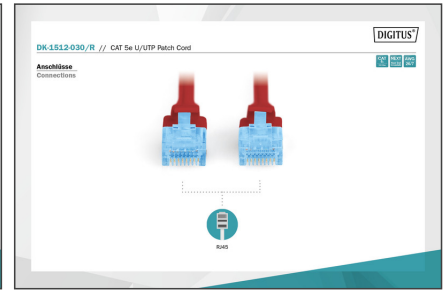 DIGITUS®
DK-1512-030/R // CAT 5e U/UTP Patch Cord
Anschlüsse
Connections
RJ45